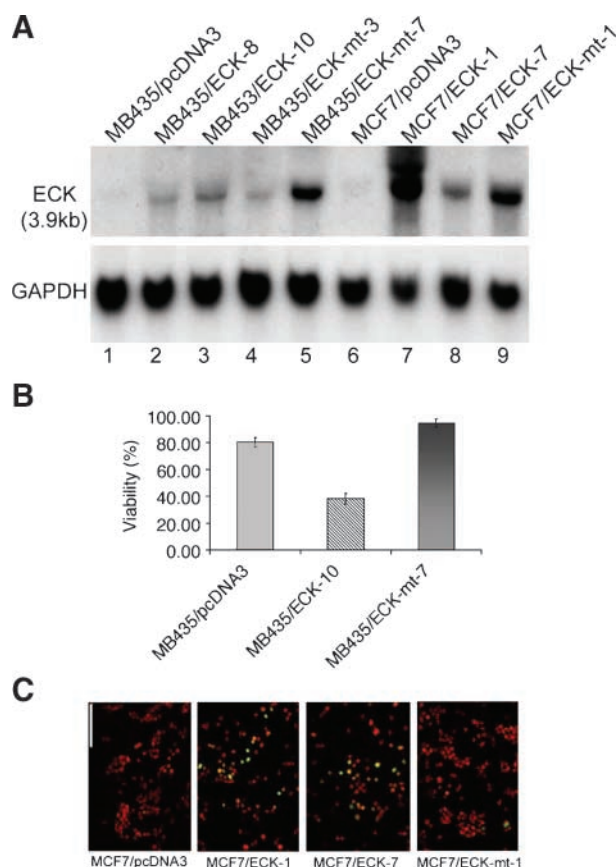 A
MB435/pcDNA3
MB435/ECK-8
MB453/ECK-10
MB435/ECK-mt-3
MB435/ECK-mt-7
MCF7/pcDNA3
MCF7/ECK-1
MCF7/ECK-7
MCF7/ECK-mt-1
ECK
(3.9kb)
GAPDH
1 2 3 4 5 6 7 8 9
B
Viability (%)
100.00
80.00
60.00
40.00
20.00
0.00
MB435/pcDNA3
MB435/ECK-10
MB435/ECK-mt-7
C
MCF7/pcDNA3 MCF7/ECK-1 MCF7/ECK-7 MCF7/ECK-mt-1